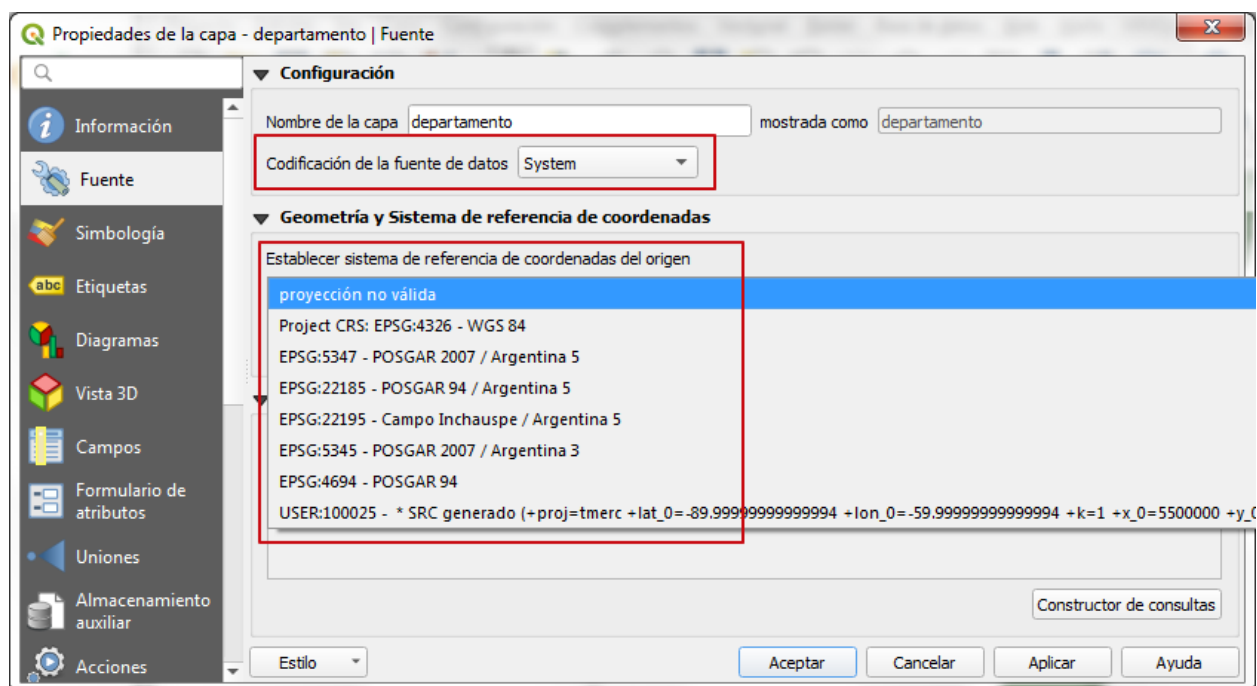 Propiedades de la capa - departamento | Fuente
Información
Fuente
Simbología
abc Etiquetas
Diagramas
Vista 3D
Campos
Formulario de
atributos
Uniones
Almacenamiento
auxiliar
Acciones
Configuración
Nombre de la capa departamento mostrada como departamento
Codificación de la fuente de datos System
Geometría y Sistema de referencia de coordenadas
Establecer sistema de referencia de coordenadas del origen
proyección no válida
Project CRS: EPSG:4326 - WGS 84
EPSG:5347 - POSGAR 2007 / Argentina 5
EPSG:22185 - POSGAR 94 / Argentina 5
EPSG:22195 - Campo Inchauspe / Argentina 5
EPSG:5345 - POSGAR 2007 / Argentina 3
EPSG:4694 - POSGAR 94
USER:100025 - * SRC generado (+proj=tmerc +lat_0=-89.99999999999994 +lon_0=-59.99999999999994 +k=1 +x_0=5500000 +y_0
Constructor de consultas
Estilo Aceptar Cancelar Aplicar Ayuda